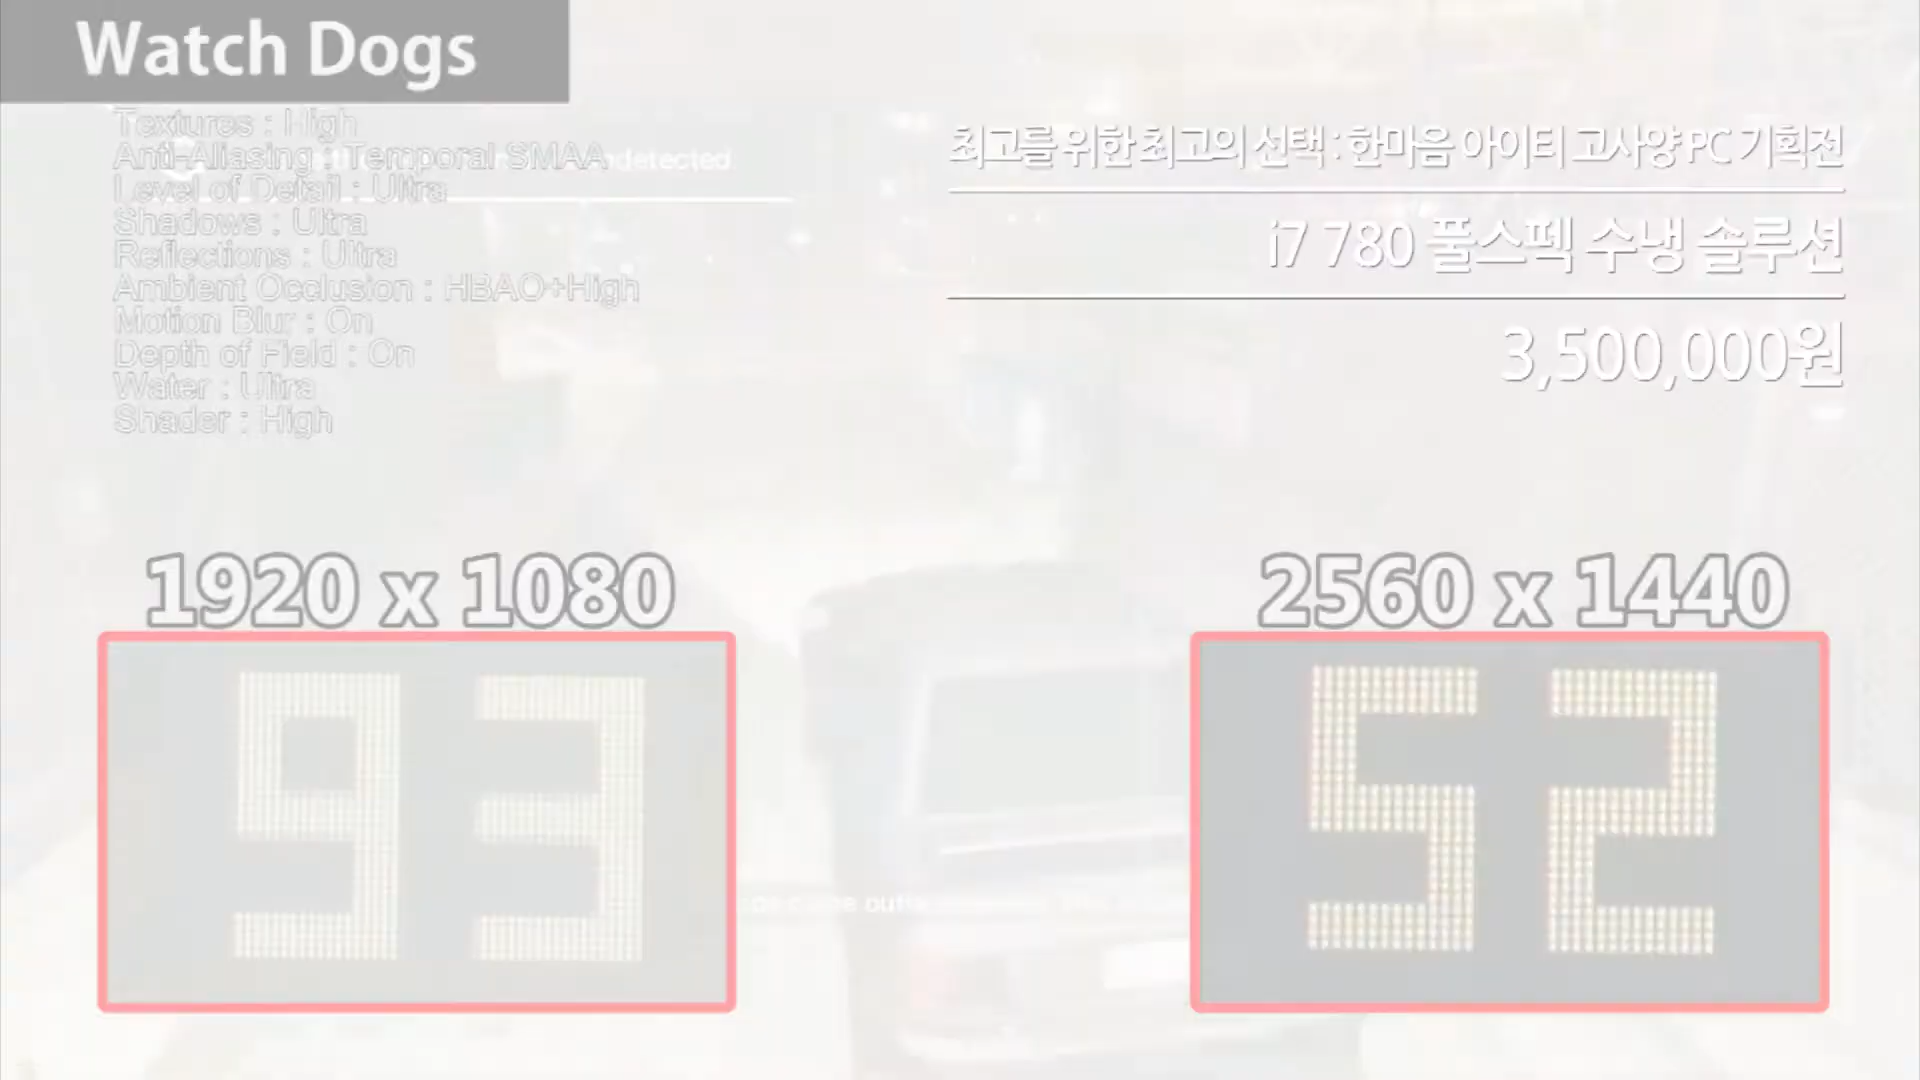 Watch Dogs
Textures : High
Anti-Aliasing : Temporal SMAA
detected
Level of Detail : Ultra
Shadows : Ultra
Reflections : Ultra
Ambient Occlusion : HBAO+High
Motion Blur : On
Depth of Field : On
Water : Ultra
Shader : High
최고를 위한 최고의 선택 : 한마음 아이티 고사양 PC 기획전
i7 780 풀스펙 수냉 솔루션
3,500,000원
1920 x 1080
93
2560 x 1440
52